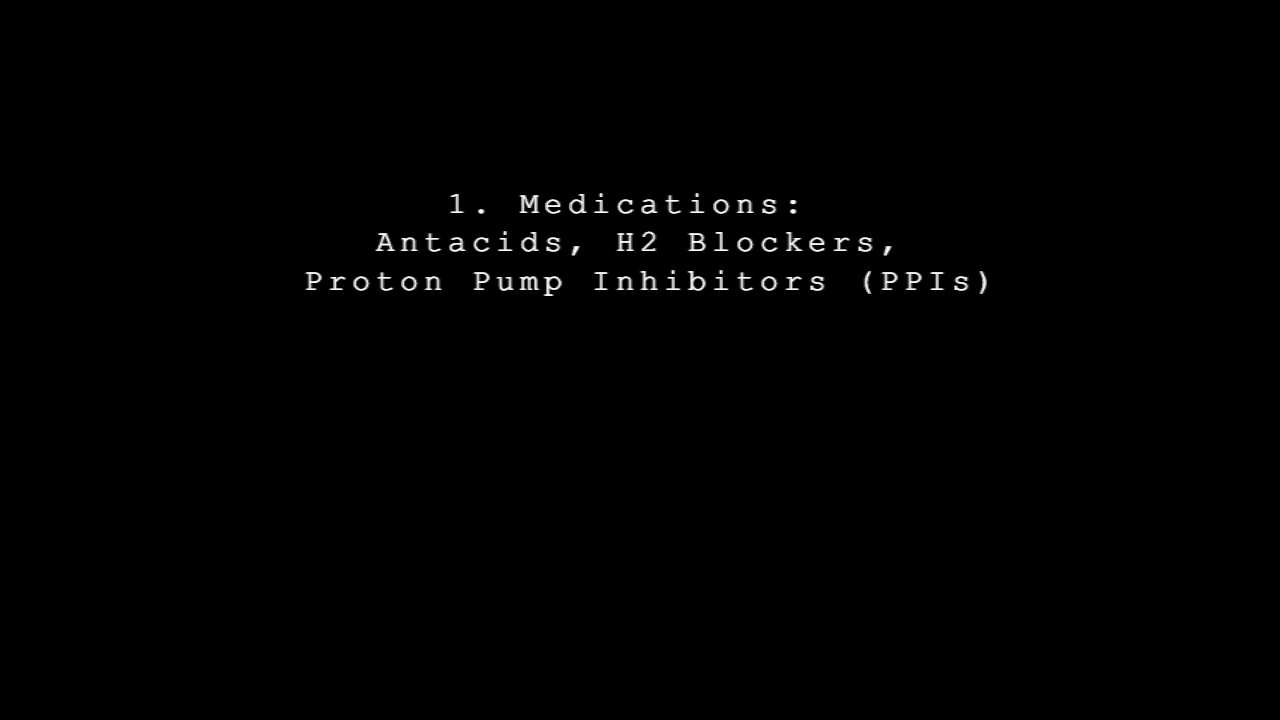 1. Medications:
Antacids, H2 Blockers,
Proton Pump Inhibitors (PPIs)